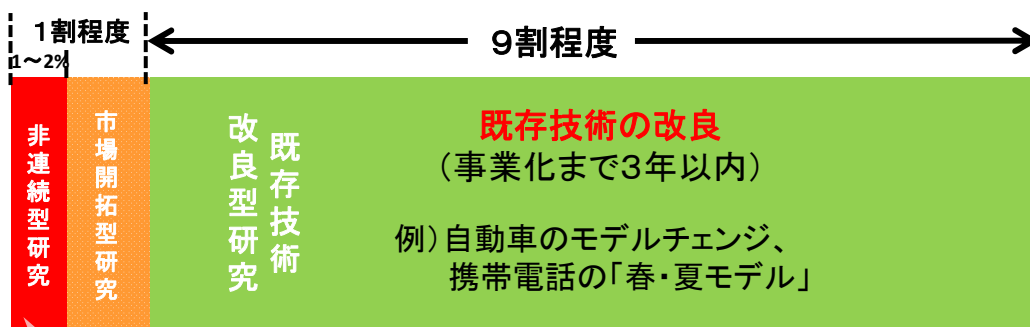 1割程度
9割程度
1～2%
非連続型研究
市場開拓型研究
既存技術
改良型研究
既存技術の改良
（事業化まで3年以内）
例）自動車のモデルチェンジ、
携帯電話の「春・夏モデル」